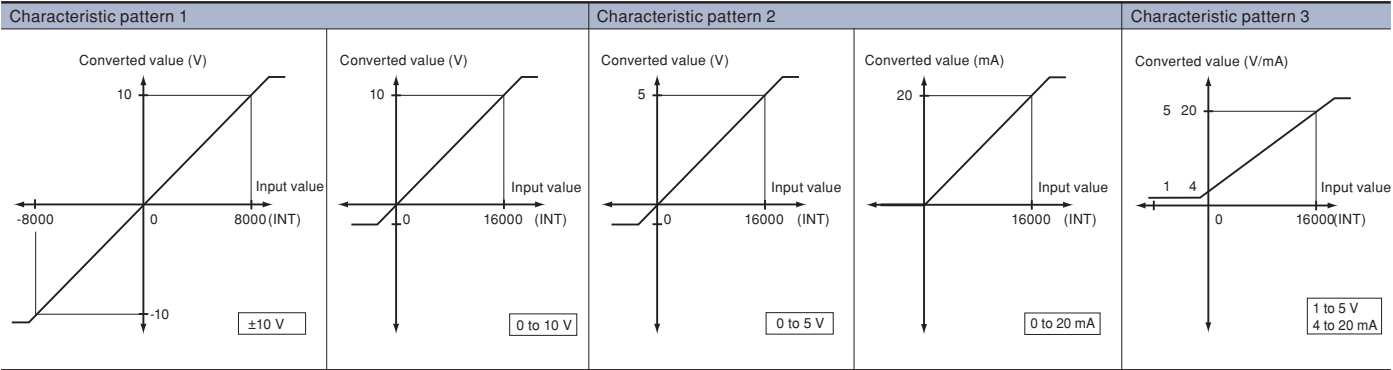 Characteristic pattern 1
Characteristic pattern 2
Characteristic pattern 3
Converted value (V)
10
Input value
-8000
0
8000(INT)
-10
±10 V
Converted value (V)
10
Input value
0
16000 (INT)
0 to 10 V
Converted value (V)
5
Input value
0
16000 (INT)
0 to 5 V
Converted value (mA)
20
Input value
16000 (INT)
0 to 20 mA
Converted value (V/mA)
5 20
1 4
Input value
0
16000(INT)
1 to 5 V
4 to 20 mA